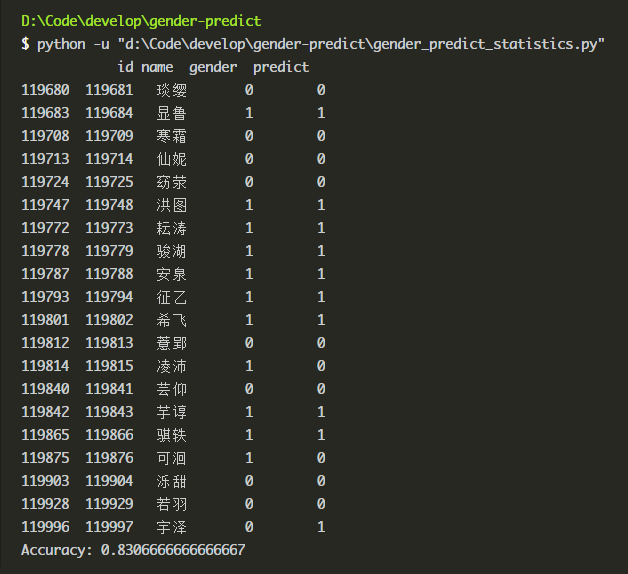 D:\Code\develop\gender-predict
$ python -u "d:\Code\develop\gender-predict\gender_predict_statistics.py"
id name gender predict
119680 119681 琰缨 0 0
119683 119684 显鲁 1 1
119708 119709 寒霜 0 0
119713 119714 仙妮 0 0
119724 119725 窈荥 0 0
119747 119748 洪图 1 1
119772 119773 耘涛 1 1
119778 119779 骏湖 1 1
119787 119788 安泉 1 1
119793 119794 征乙 1 1
119801 119802 希飞 1 1
119812 119813 薏郢 0 0
119814 119815 凌沛 1 0
119840 119841 芸仰 0 0
119842 119843 芋谆 1 1
119865 119866 骐轶 1 1
119875 119876 可洄 1 0
119903 119904 泺甜 0 0
119928 119929 若羽 0 0
119996 119997 宇泽 0 1
Accuracy: 0.8306666666666667